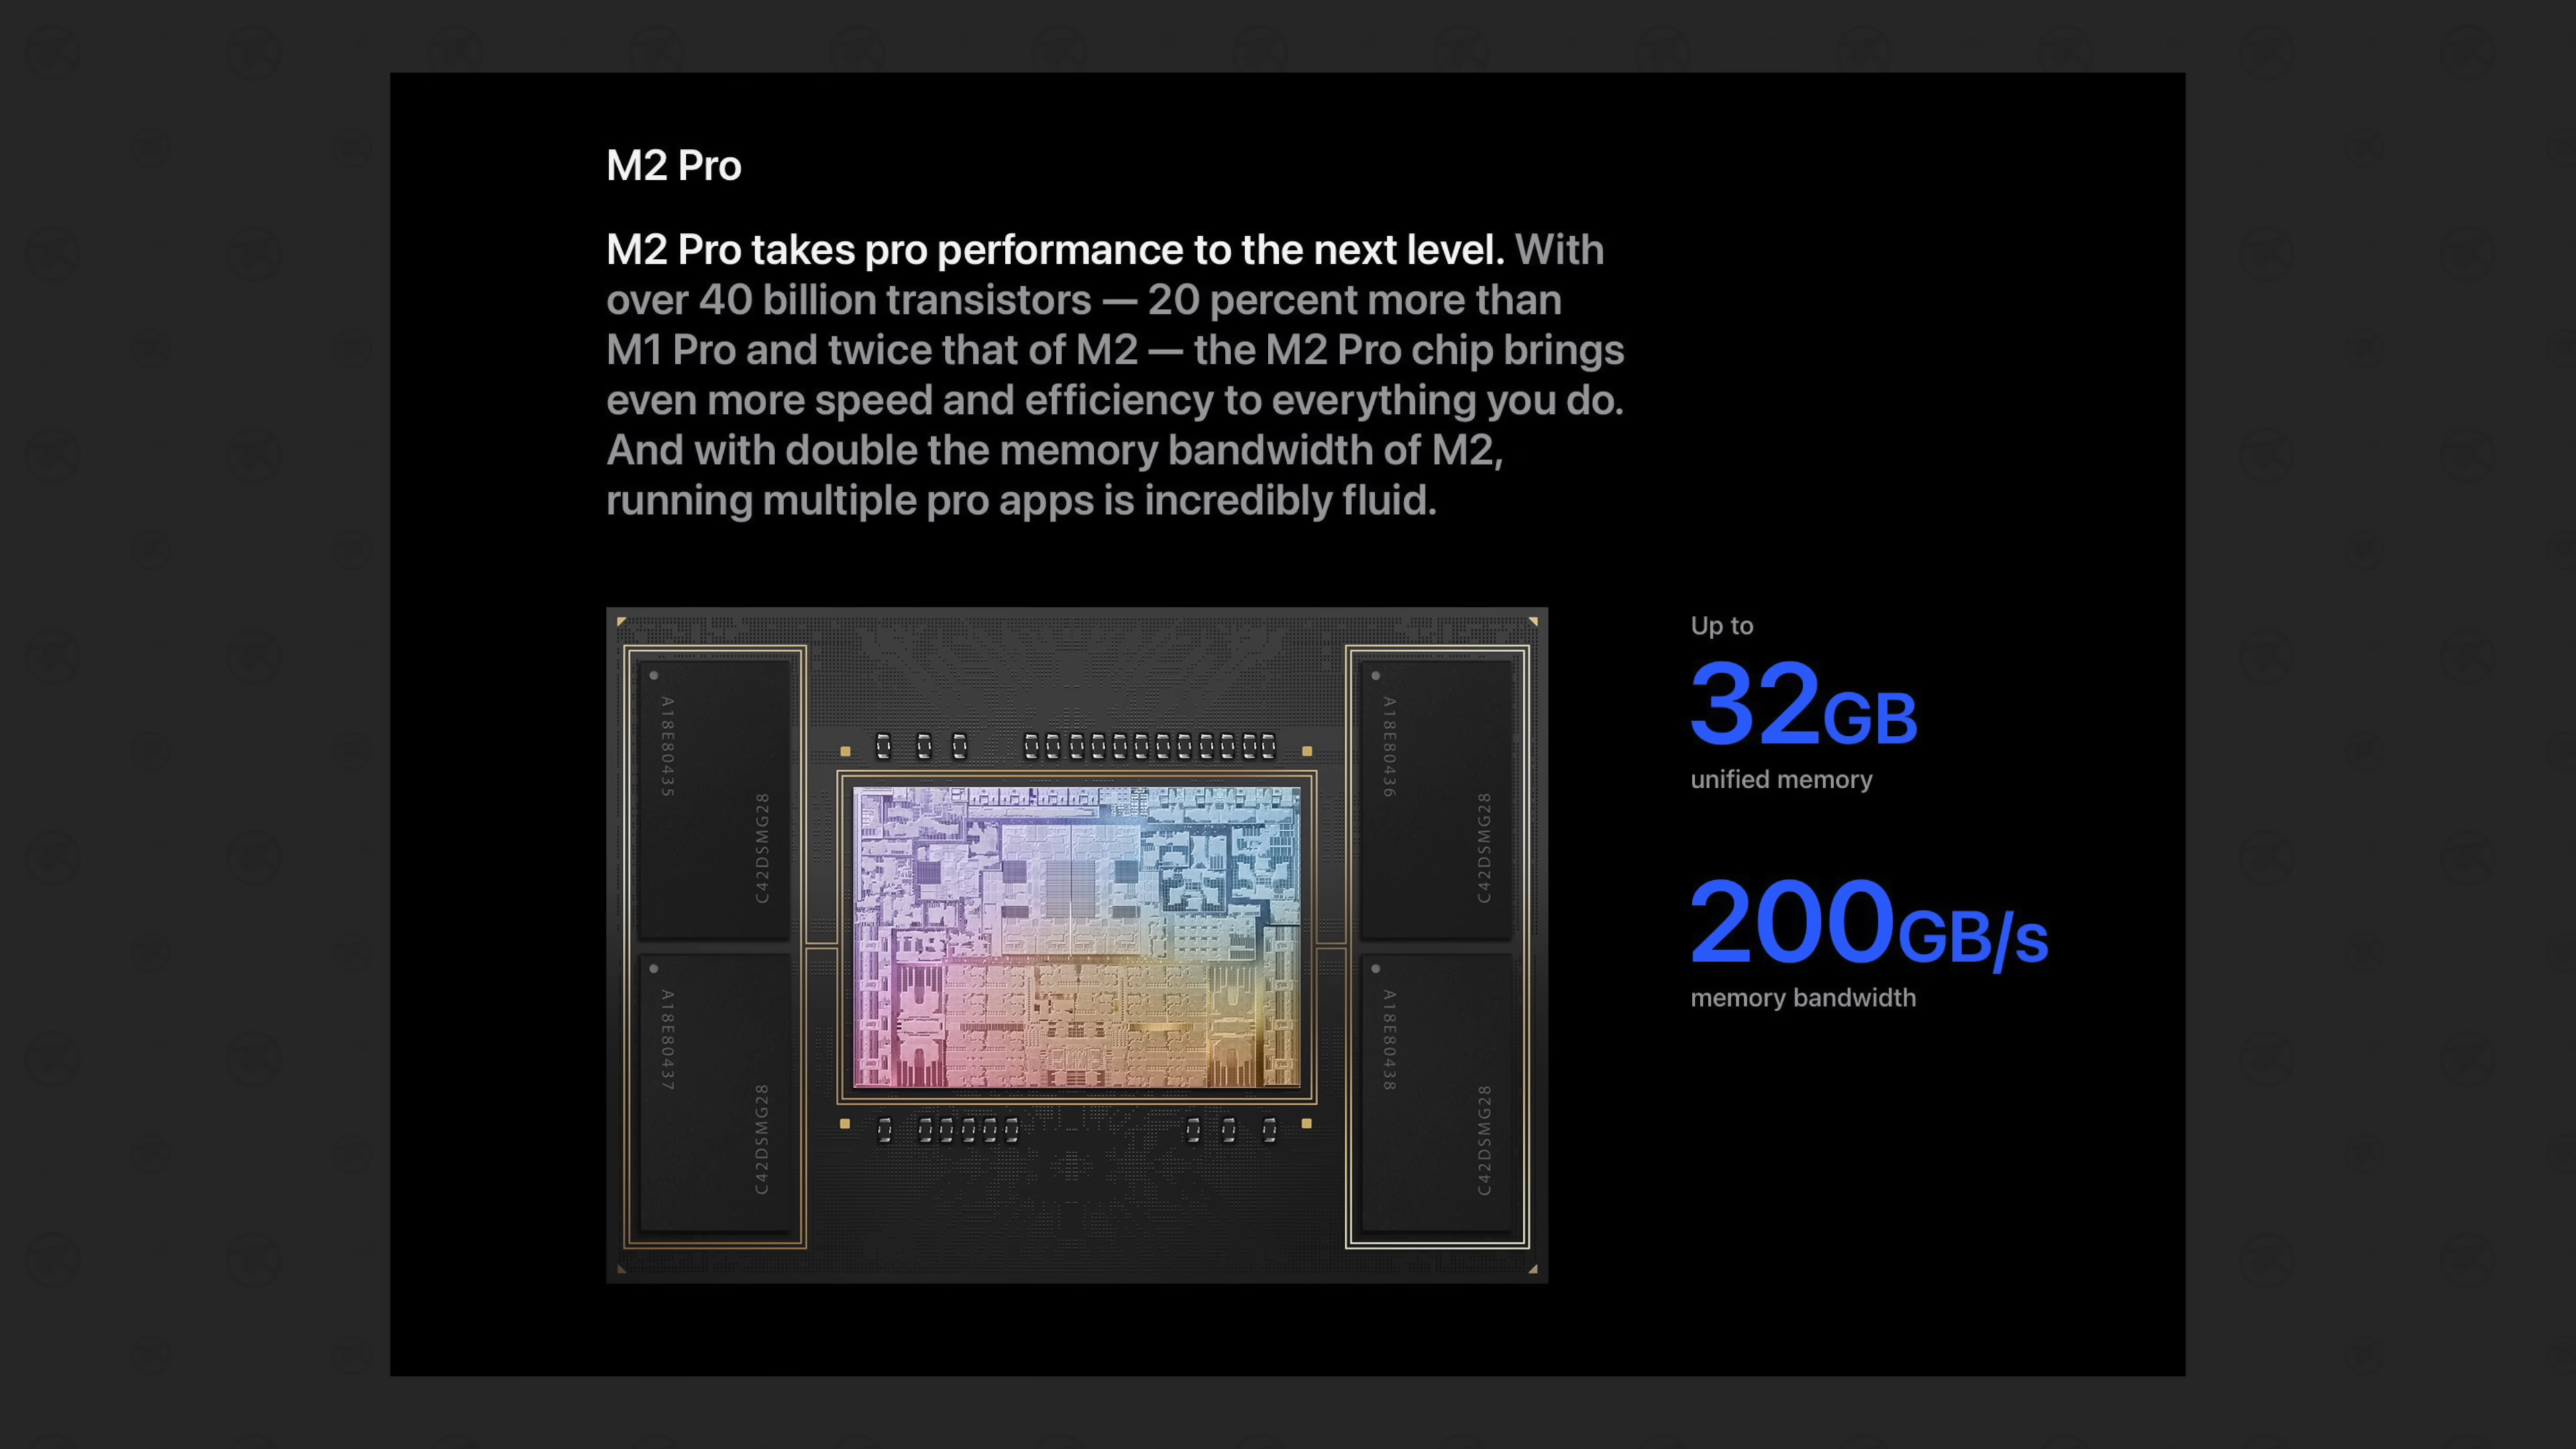 M2 Pro
M2 Pro takes pro performance to the next level. With
over 40 billion transistors — 20 percent more than
M1 Pro and twice that of M2 — the M2 Pro chip brings
even more speed and efficiency to everything you do.
And with double the memory bandwidth of M2,
running multiple pro apps is incredibly fluid.
Up to
32GB
unified memory
200GB/s
memory bandwidth
A18E80435
C42DSMG28
A18E80436
C42DSMG28
A18E80437
C42DSMG28
A18E80438
C42DSMG28